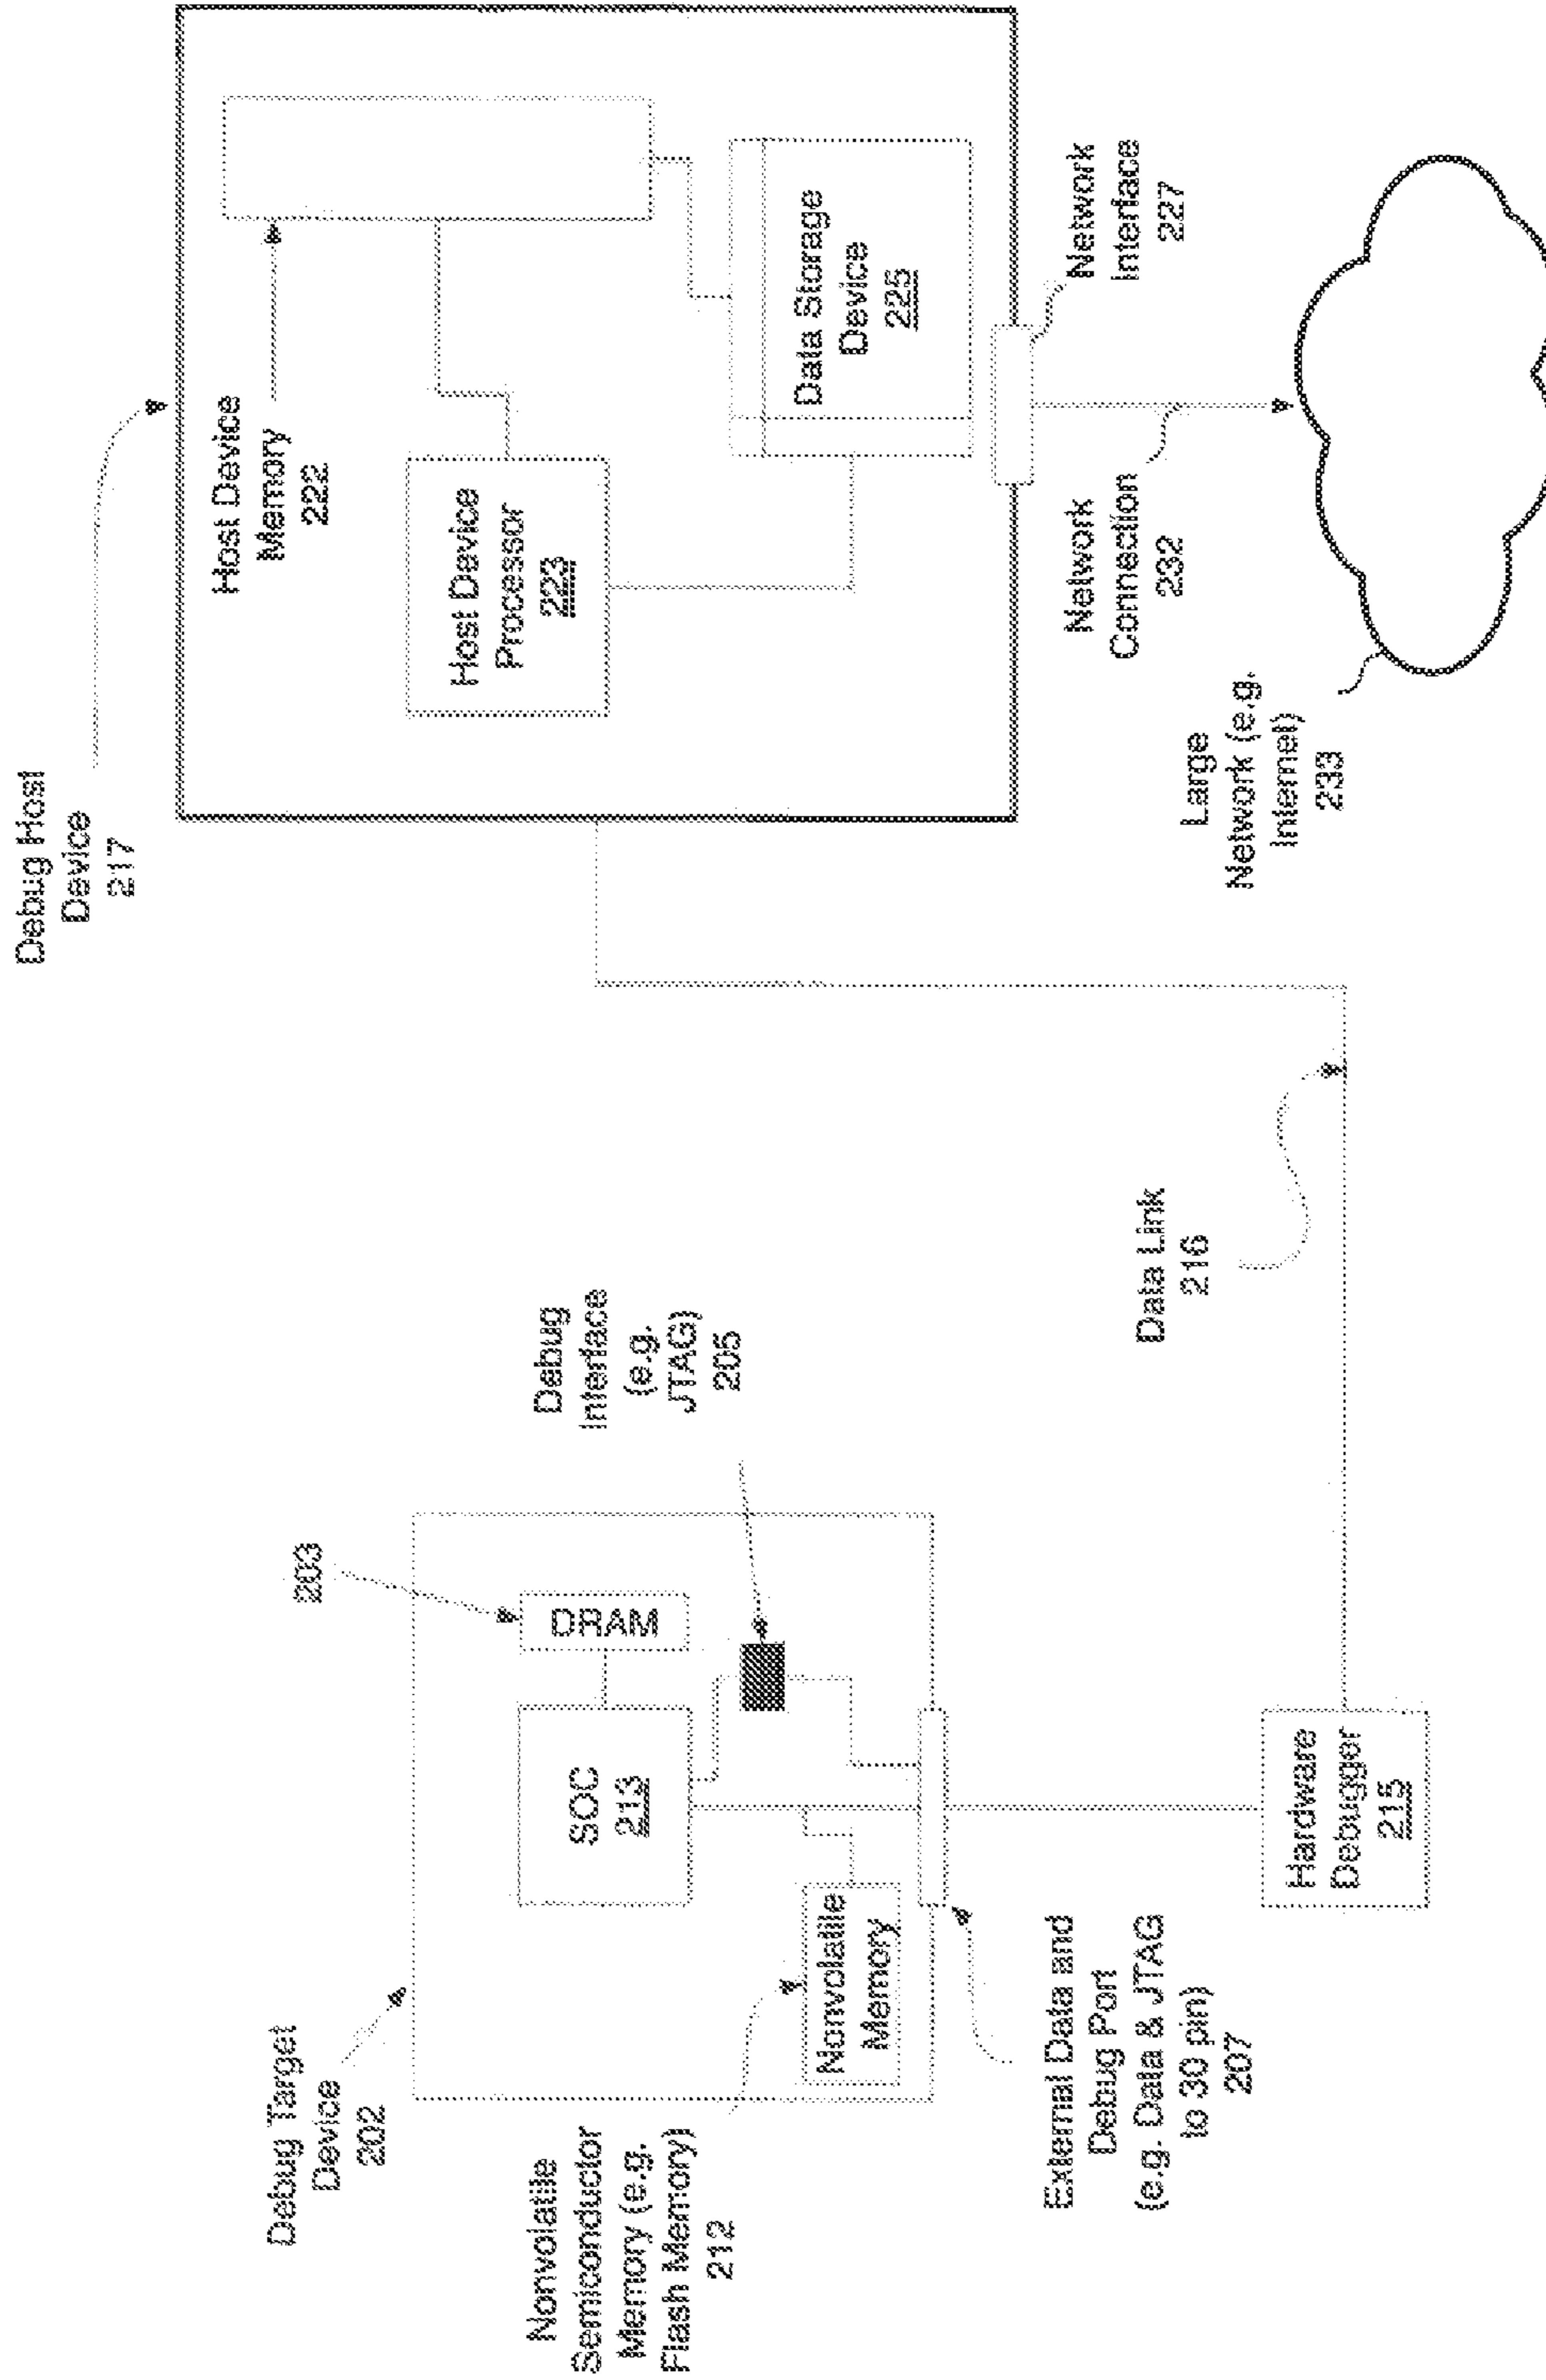 Debug Target
Device
202
203
DRAM
SOC
213
Nonvolatile
Semiconductor
Memory (e.g.
Flash Memory)
212
Nonvolatile
Memory
Debug
Interface
(e.g.
JTAG)
205
External Data and
Debug Port
(e.g. Data & JTAG
to 30 pin)
207
Hardware
Debugger
215
Data Link
216
Debug Host
Device
217
Host Device
Memory
222
Host Device
Processor
223
Data Storage
Device
225
Network
Interface
227
Network
Connection
232
Large
Network (e.g.
Internet)
233